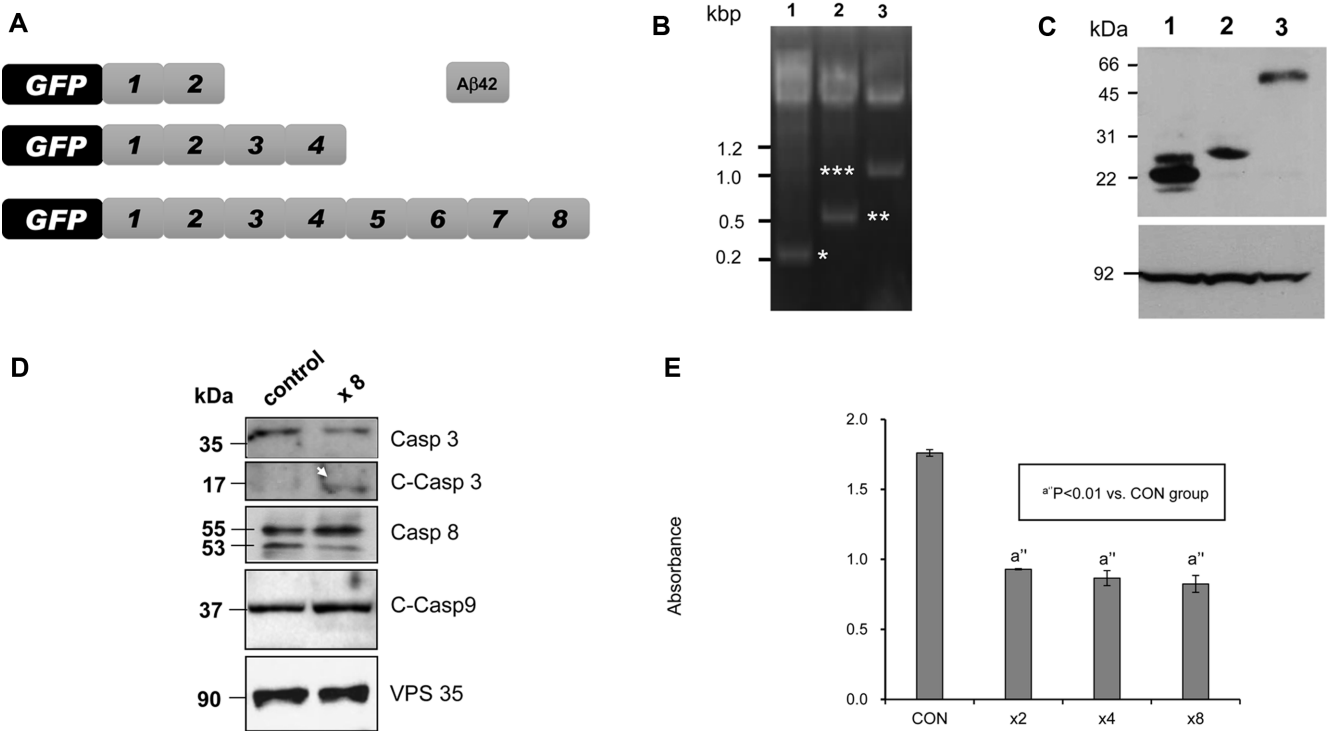 A
GFP 1 2
Aβ42
GFP 1 2 3 4
GFP 1 2 3 4 5 6 7 8
B
kbp 1 2 3
1.2
1.0 ***
0.5 **
0.2 *
C
kDa 1 2 3
66
45
31
22
92
D
kDa control x 8
35 Casp 3
17 C-Casp 3
55 Casp 8
53
37 C-Casp9
90 VPS 35
E
Absorbance
2.0
1.5
1.0
0.5
0.0
a''P<0.01 vs. CON group
a'' a'' a''
CON x2 x4 x8